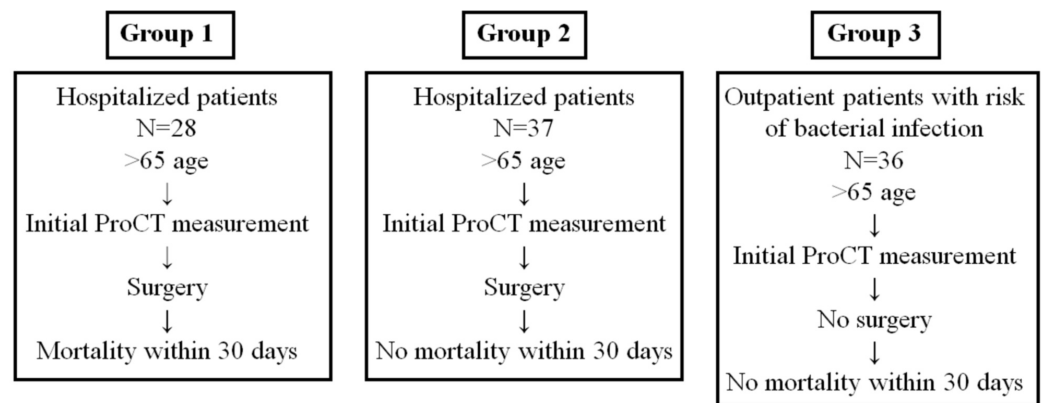 Group 1
Hospitalized patients
N=28
>65 age
↓
Initial ProCT measurement
↓
Surgery
↓
Mortality within 30 days
Group 2
Hospitalized patients
N=37
>65 age
↓
Initial ProCT measurement
↓
Surgery
↓
No mortality within 30 days
Group 3
Outpatient patients with risk
of bacterial infection
N=36
>65 age
↓
Initial ProCT measurement
↓
No surgery
↓
No mortality within 30 days